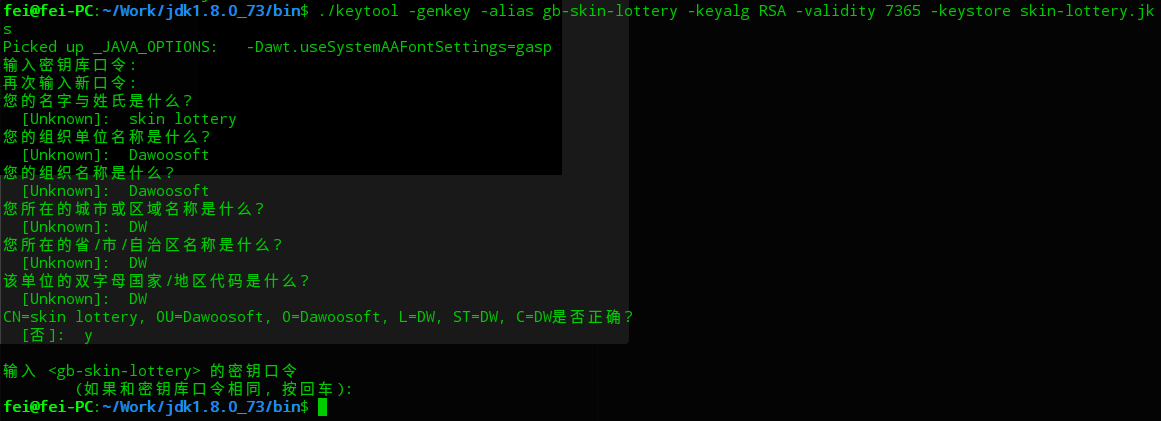 fei@fei-PC:~/Work/jdk1.8.0_73/bin$ ./keytool -genkey -alias gb-skin-lottery -keyalg RSA -validity 7365 -keystore skin-lottery.jk
s
Picked up _JAVA_OPTIONS:   -Dawt.useSystemAAFontSettings=gasp
输入密钥库口令:
再次输入新口令:
您的名字与姓氏是什么?
  [Unknown]:  skin lottery
您的组织单位名称是什么?
  [Unknown]:  Dawoosoft
您的组织名称是什么?
  [Unknown]:  Dawoosoft
您所在的城市或区域名称是什么?
  [Unknown]:  DW
您所在的省/市/自治区名称是什么?
  [Unknown]:  DW
该单位的双字母国家/地区代码是什么?
  [Unknown]:  DW
CN=skin lottery, OU=Dawoosoft, O=Dawoosoft, L=DW, ST=DW, C=DW是否正确?
  [否]:  y
输入 <gb-skin-lottery> 的密钥口令
        (如果和密钥库口令相同, 按回车):
fei@fei-PC:~/Work/jdk1.8.0_73/bin$